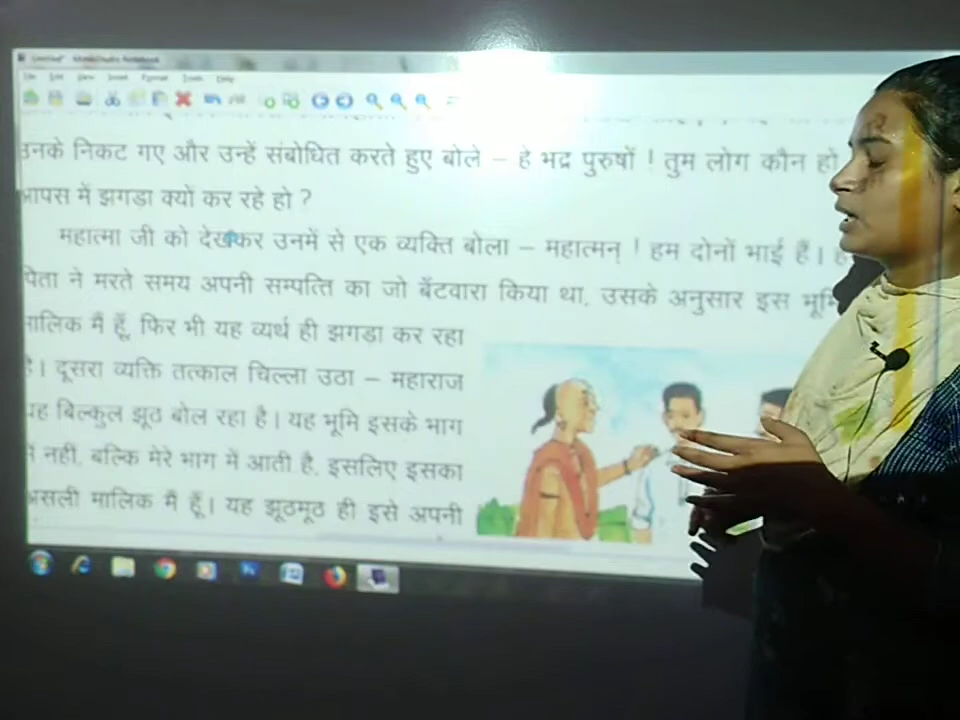 उनके निकट गए और उन्हें संबोधित करते हुए बोले – हे भद्र पुरुषों ! तुम लोग कौन हो
आपस में झगडा क्यों कर रहे हो ?
महात्मा जी को देखकर उनमें से एक व्यक्ति बोला – महात्मन् ! हम दोनों भाई हैं।
पिता ने मरते समय अपनी सम्पत्ति का जो बँटवारा किया था, उसके अनुसार इस भूमि
मालिक मैं हूँ, फिर भी यह व्यर्थ ही झगडा कर रहा
है। दूसरा व्यक्ति तत्काल चिल्ला उठा – महाराज
यह बिल्कुल झूठ बोल रहा है। यह भूमि इसके भाग
में नहीं, बल्कि मेरे भाग में आती है, इसलिए इसका
असली मालिक मैं हूँ। यह झूठमूठ ही इसे अपनी